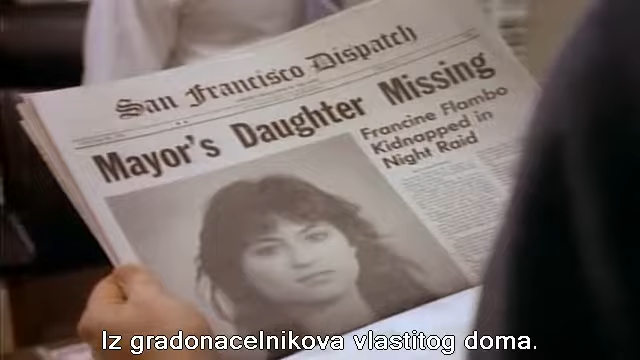 San Francisco Dispatch
Mayor's Daughter Missing
Francine Flambo
Kidnapped in
Night Raid
Iz gradonacelnikova vlastitog doma.